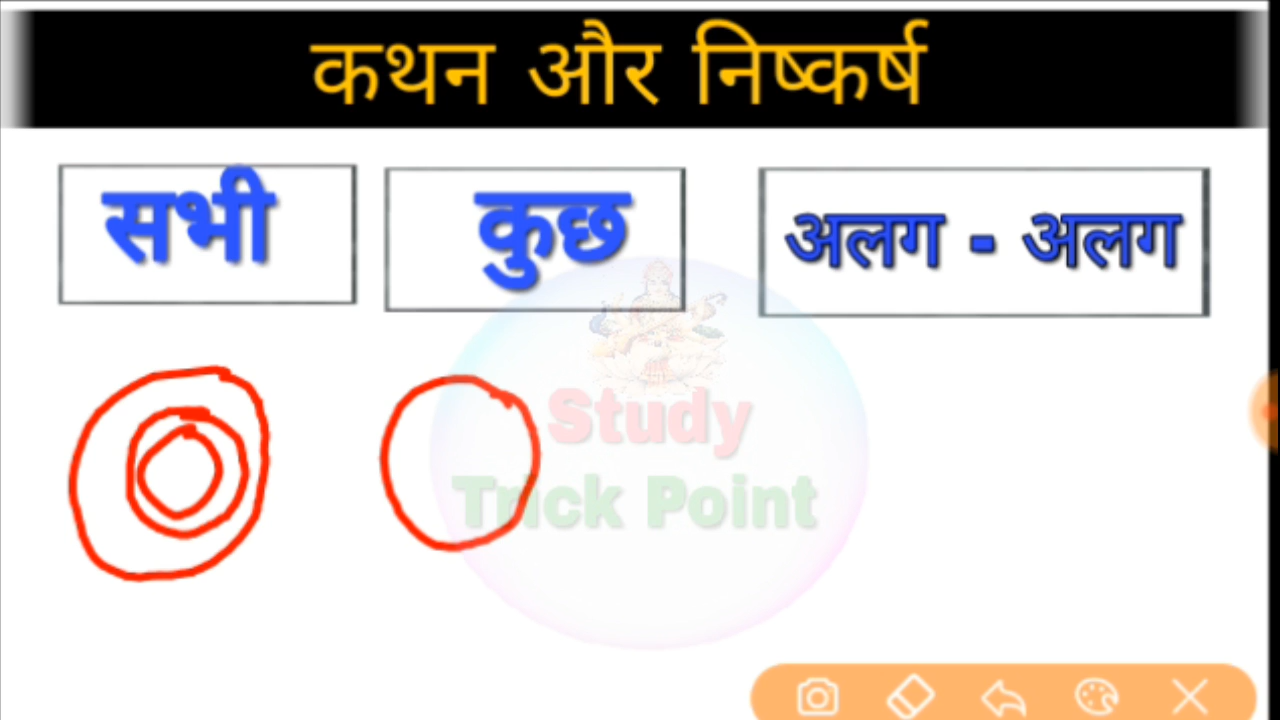 कथन और निष्कर्ष
सभी
कुछ
अलग - अलग
Study
Trick Point